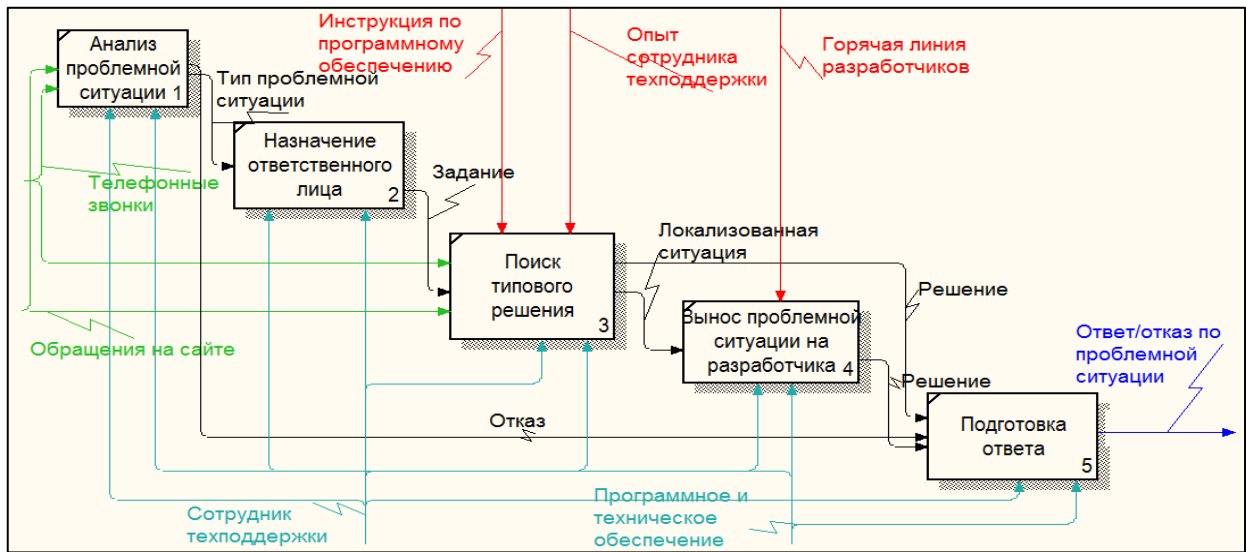 Анализ
проблемной
ситуации 1
Инструкция по
программному
обеспечению
Опыт
сотрудника
техподдержки
Горячая линия
разработчиков
Тип проблемной
ситуации
Назначение
ответственного
лица
2
Телефонные
звонки
Задание
Поиск
типового
решения
3
Локализованная
ситуация
Решение
Вынос проблемной
ситуации на
разработчика 4
Обращения на сайте
Ответ/отказ по
проблемной
ситуации
Решение
Отказ
Подготовка
ответа
5
Сотрудник
техподдержки
Программное и
техническое
обеспечение